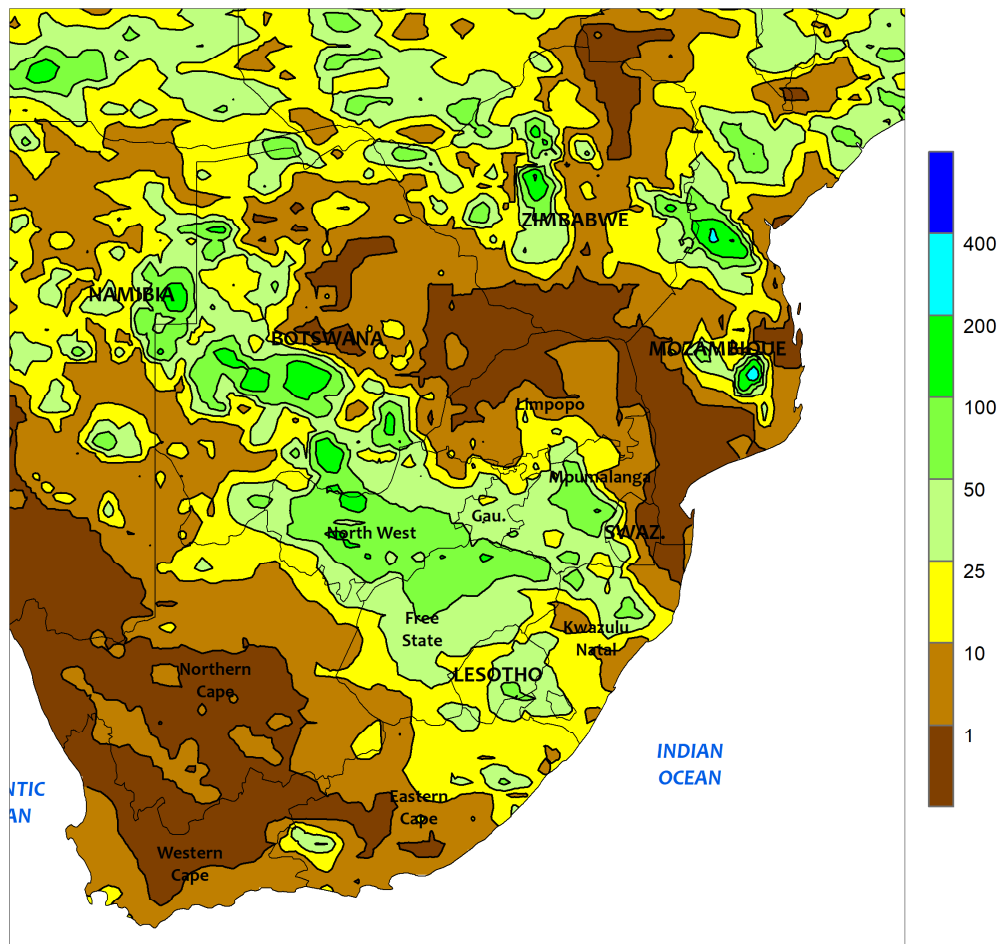 ZIMBABWE
400
NAMIBIA
200
BOTSWANA
MOZAMBIQUE
Limpopo
100
Mpumalanga
50
Gau.
North West
SWAZ.
25
Free
State
Kwazulu
Natal
10
Northern
Cape
LESOTHO
1
INDIAN
OCEAN
NTIC
AN
Eastern
Cape
Western
Cape